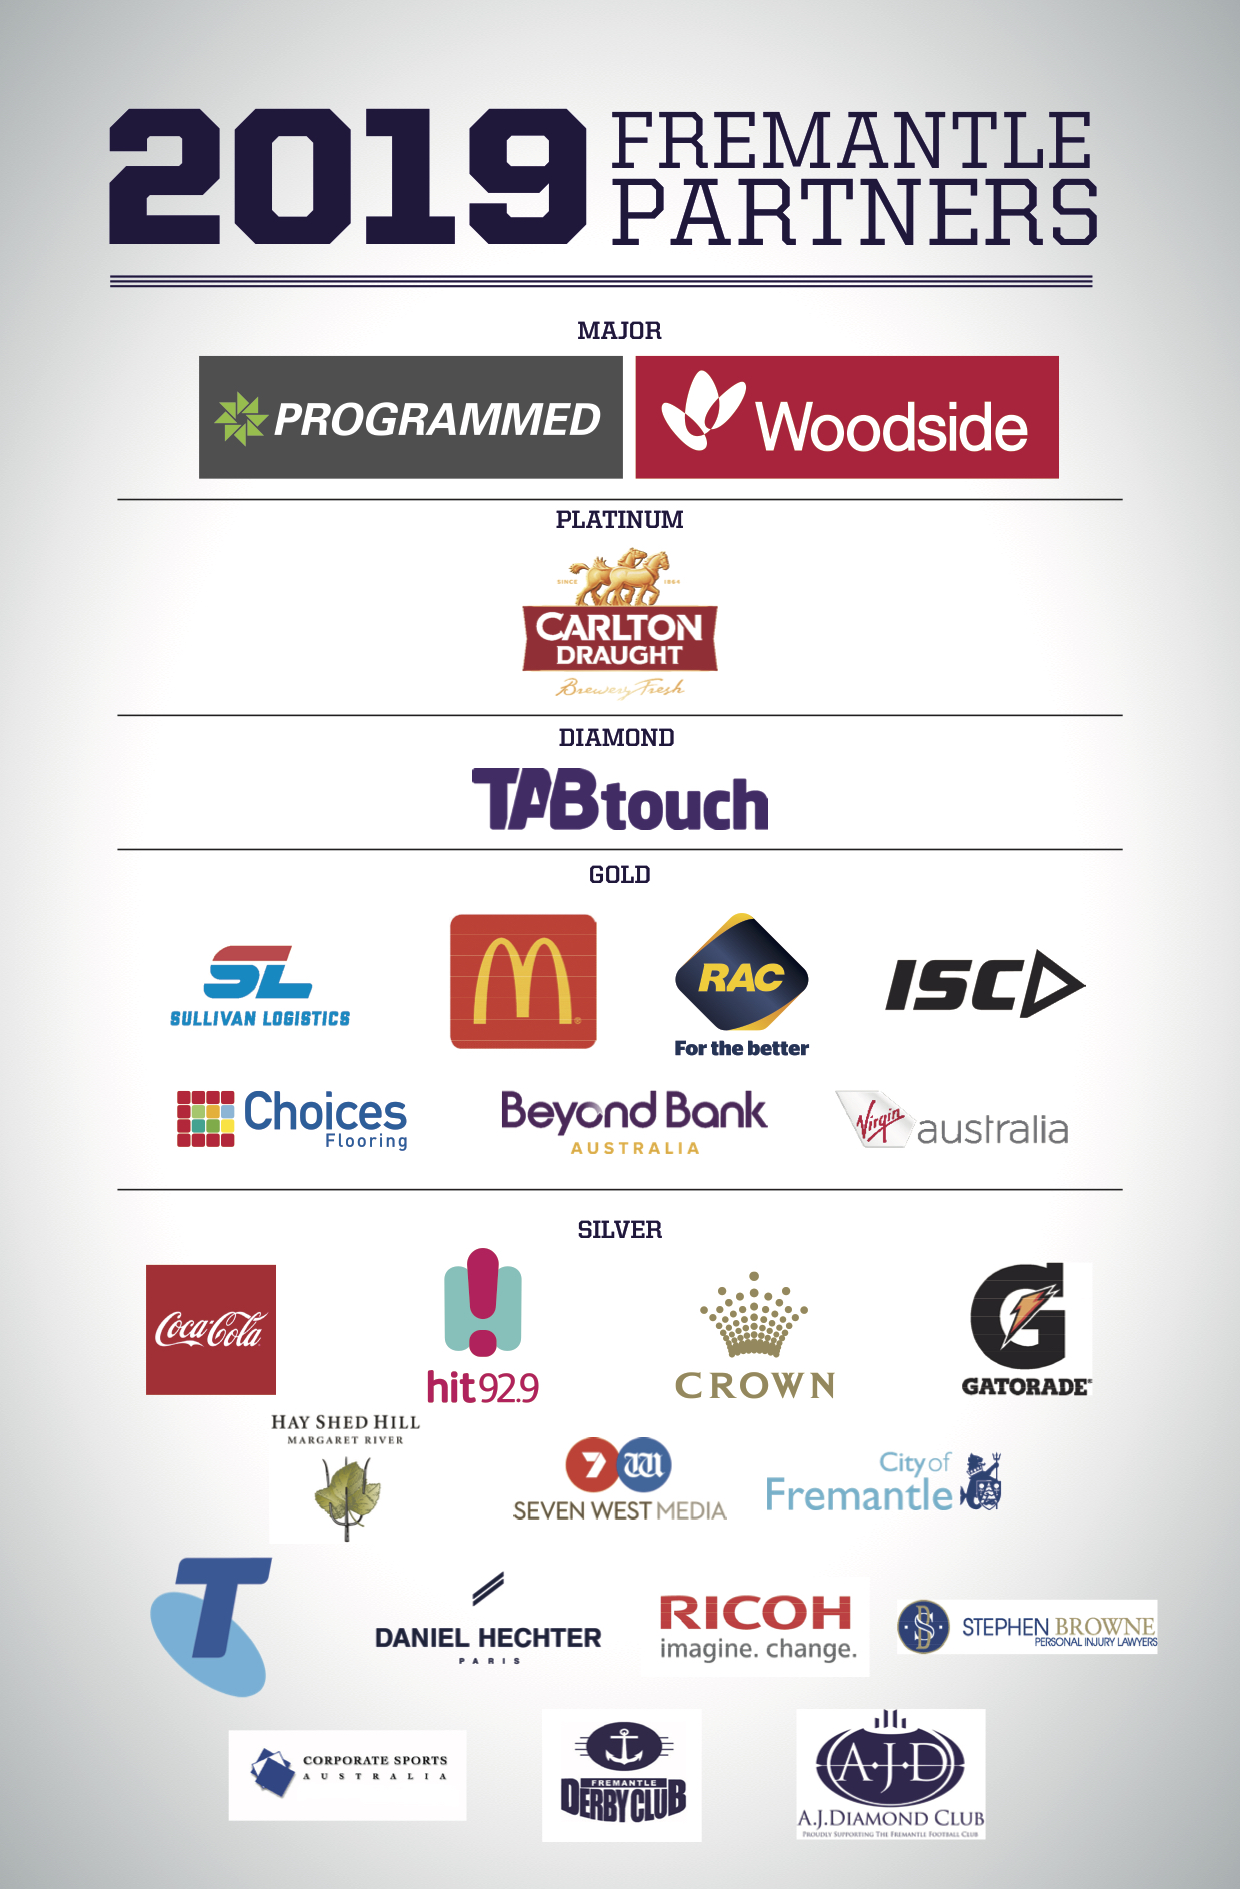 2019 FREMANTLE
PARTNERS
MAJOR
PROGRAMMED
Woodside
PLATINUM
SINCE 1864
CARLTON
DRAUGHT
Brewery Fresh
DIAMOND
TABtouch
GOLD
SL
SULLIVAN LOGISTICS
M
RAC
For the better
ISC
Choices
Flooring
Beyond Bank
AUSTRALIA
Virgin australia
SILVER
Coca-Cola
hit92.9
CROWN
G
GATORADE
HAY SHED HILL
MARGARET RIVER
7 W
SEVEN WEST MEDIA
City of
Fremantle
T
DANIEL HECHTER
PARIS
RICOH
imagine. change.
SB
STEPHEN BROWNE
PERSONAL INJURY LAWYERS
CORPORATE SPORTS
AUSTRALIA
FREMANTLE
DERBY CLUB
A·J·D
A.J.DIAMOND CLUB
PROUDLY SUPPORTING THE FREMANTLE FOOTBALL CLUB